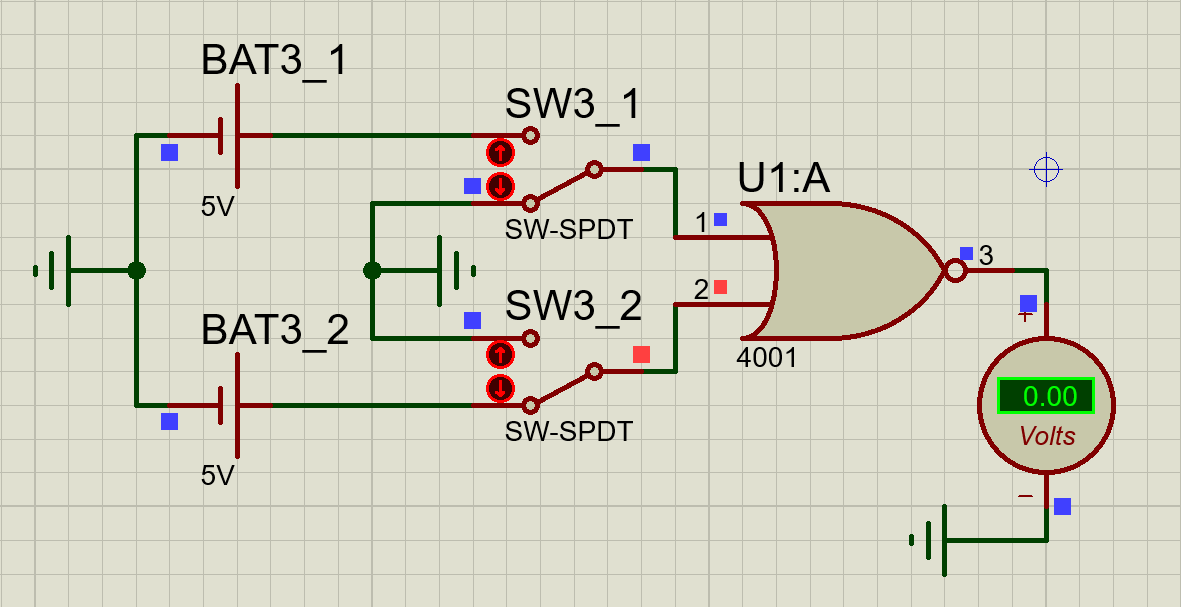 BAT3_1
5V
SW3_1
SW-SPDT
U1:A
1
2
3
4001
BAT3_2
5V
SW3_2
SW-SPDT
+
0.00
Volts
−